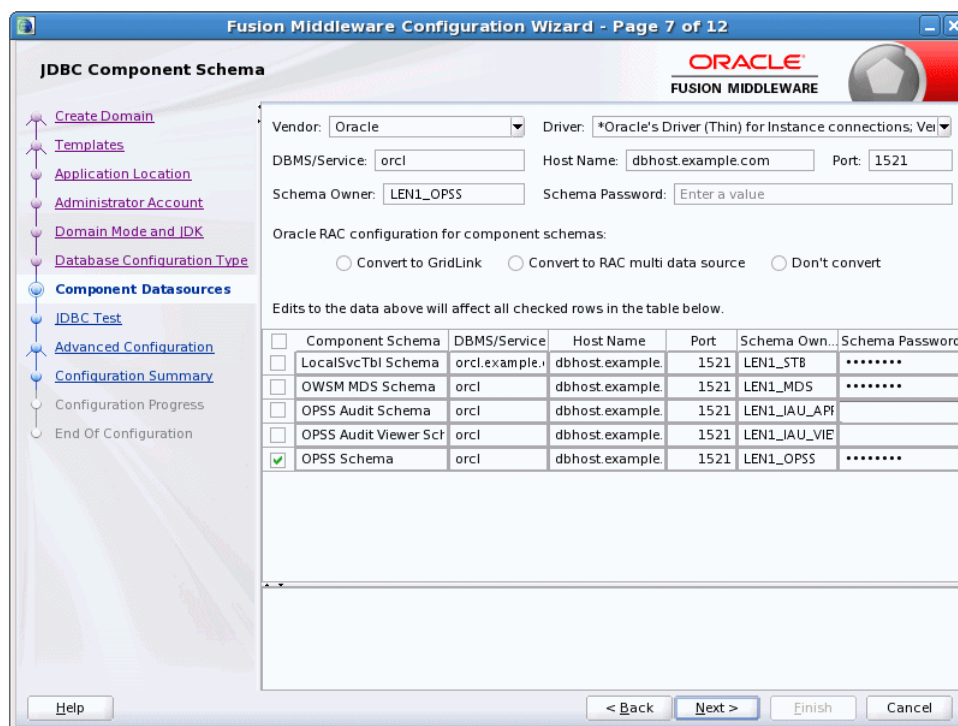 Fusion Middleware Configuration Wizard - Page 7 of 12
JDBC Component Schema
ORACLE
FUSION MIDDLEWARE
Create Domain
Templates
Application Location
Administrator Account
Domain Mode and JDK
Database Configuration Type
Component Datasources
JDBC Test
Advanced Configuration
Configuration Summary
Configuration Progress
End Of Configuration
Vendor: Oracle Driver: *Oracle's Driver (Thin) for Instance connections; Ver
DBMS/Service: orcl Host Name: dbhost.example.com Port: 1521
Schema Owner: LEN1_OPSS Schema Password: Enter a value
Oracle RAC configuration for component schemas:
Convert to GridLink Convert to RAC multi data source Don't convert
Edits to the data above will affect all checked rows in the table below.
Component Schema DBMS/Service Host Name Port Schema Own... Schema Password
LocalSvcTbl Schema orcl.example.( dbhost.example. 1521 LEN1_STB ••••••••
OWSM MDS Schema orcl dbhost.example. 1521 LEN1_MDS ••••••••
OPSS Audit Schema orcl dbhost.example. 1521 LEN1_IAU_APF
OPSS Audit Viewer Sch orcl dbhost.example. 1521 LEN1_IAU_VIE
OPSS Schema orcl dbhost.example. 1521 LEN1_OPSS ••••••••
Help < Back Next > Finish Cancel